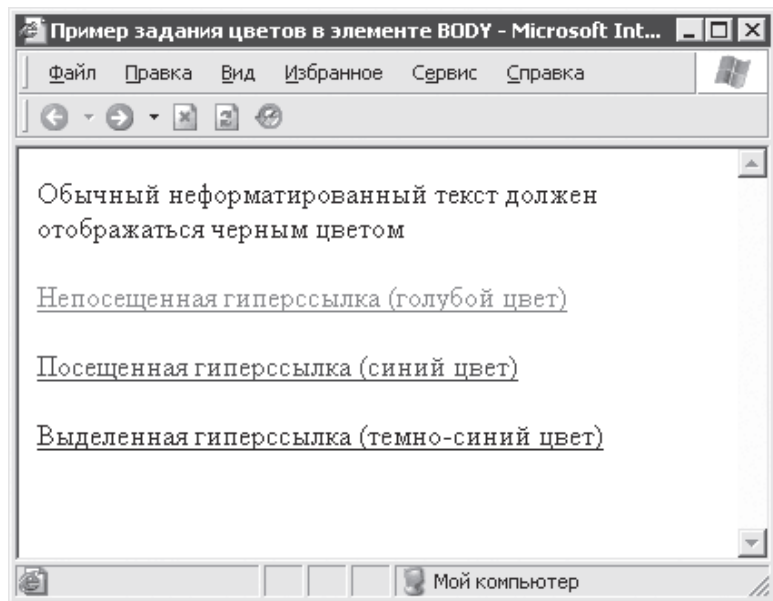 Пример задания цветов в элементе BODY - Microsoft Int...
Файл Правка Вид Избранное Сервис Справка
Обычный неформатированный текст должен
отображаться черным цветом
Непосещенная гиперссылка (голубой цвет)
Посещенная гиперссылка (синий цвет)
Выделенная гиперссылка (темно-синий цвет)
Мой компьютер